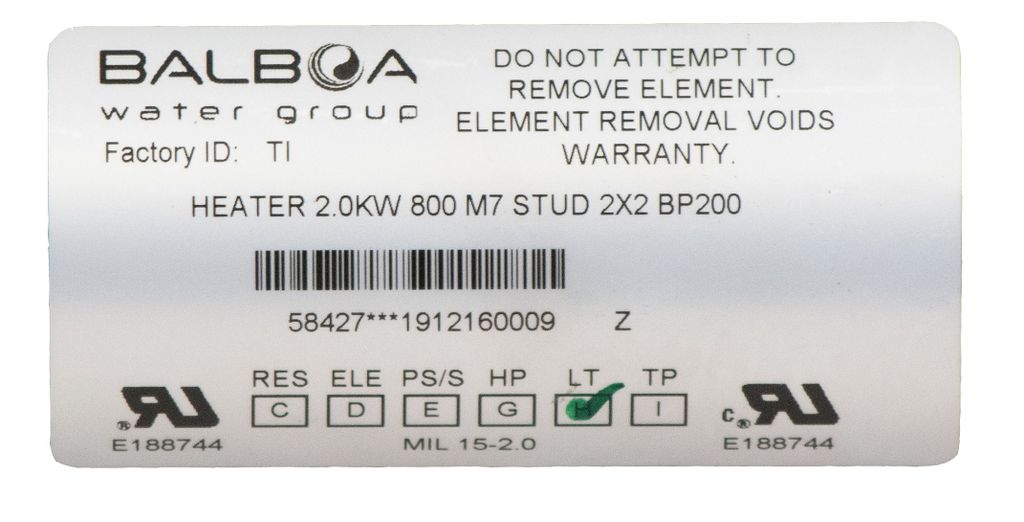 BALBOA
water group
Factory ID: TI
DO NOT ATTEMPT TO
REMOVE ELEMENT.
ELEMENT REMOVAL VOIDS
WARRANTY.
HEATER 2.0KW 800 M7 STUD 2X2 BP200
58427***1912160009 Z
RES ELE PS/S HP LT TP
C D E G H I
MIL 15-2.0
RU ®
E188744
c RU ®
E188744